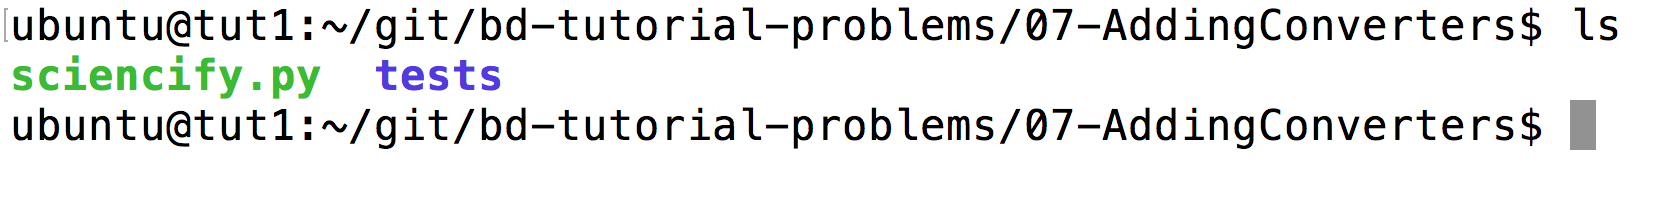 ubuntu@tut1:~/git/bd-tutorial-problems/07-AddingConverters$ ls
sciencify.py  tests
ubuntu@tut1:~/git/bd-tutorial-problems/07-AddingConverters$